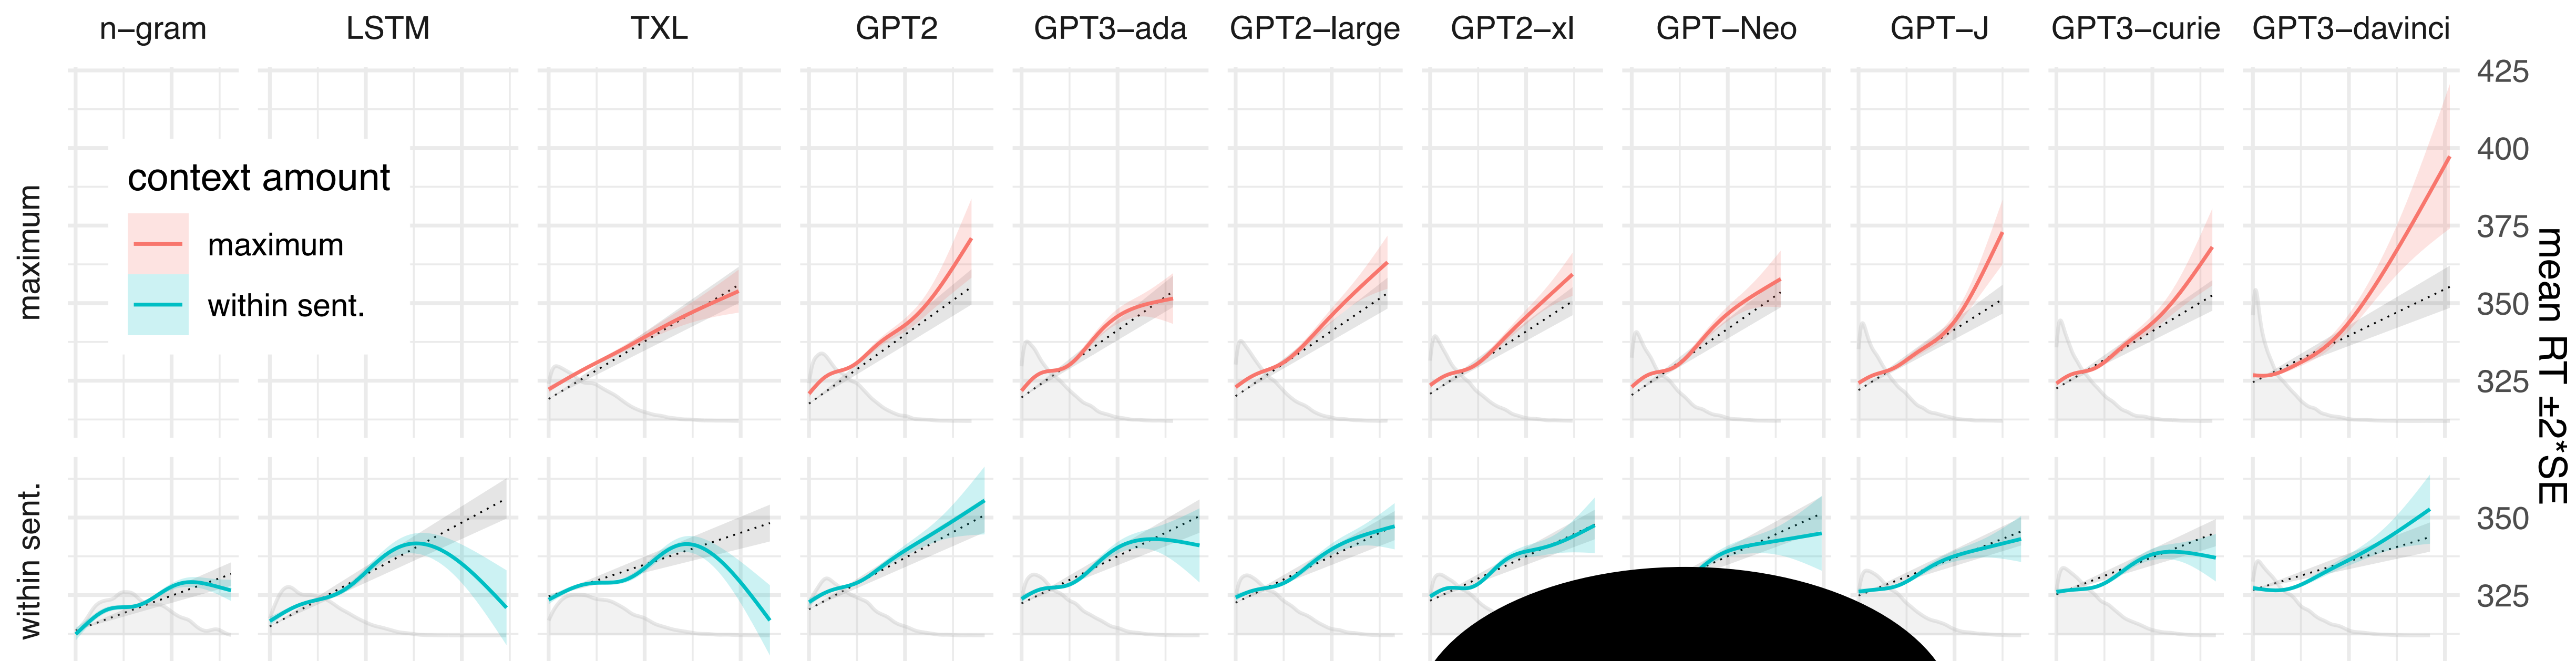 n−gram LSTM TXL GPT2 GPT3−ada GPT2−large GPT2−xl GPT−Neo GPT−J GPT3−curie GPT3−davinci
maximum
within sent.
context amount
maximum
within sent.
425
400
375
350
325
350
325
mean RT ±2*SE